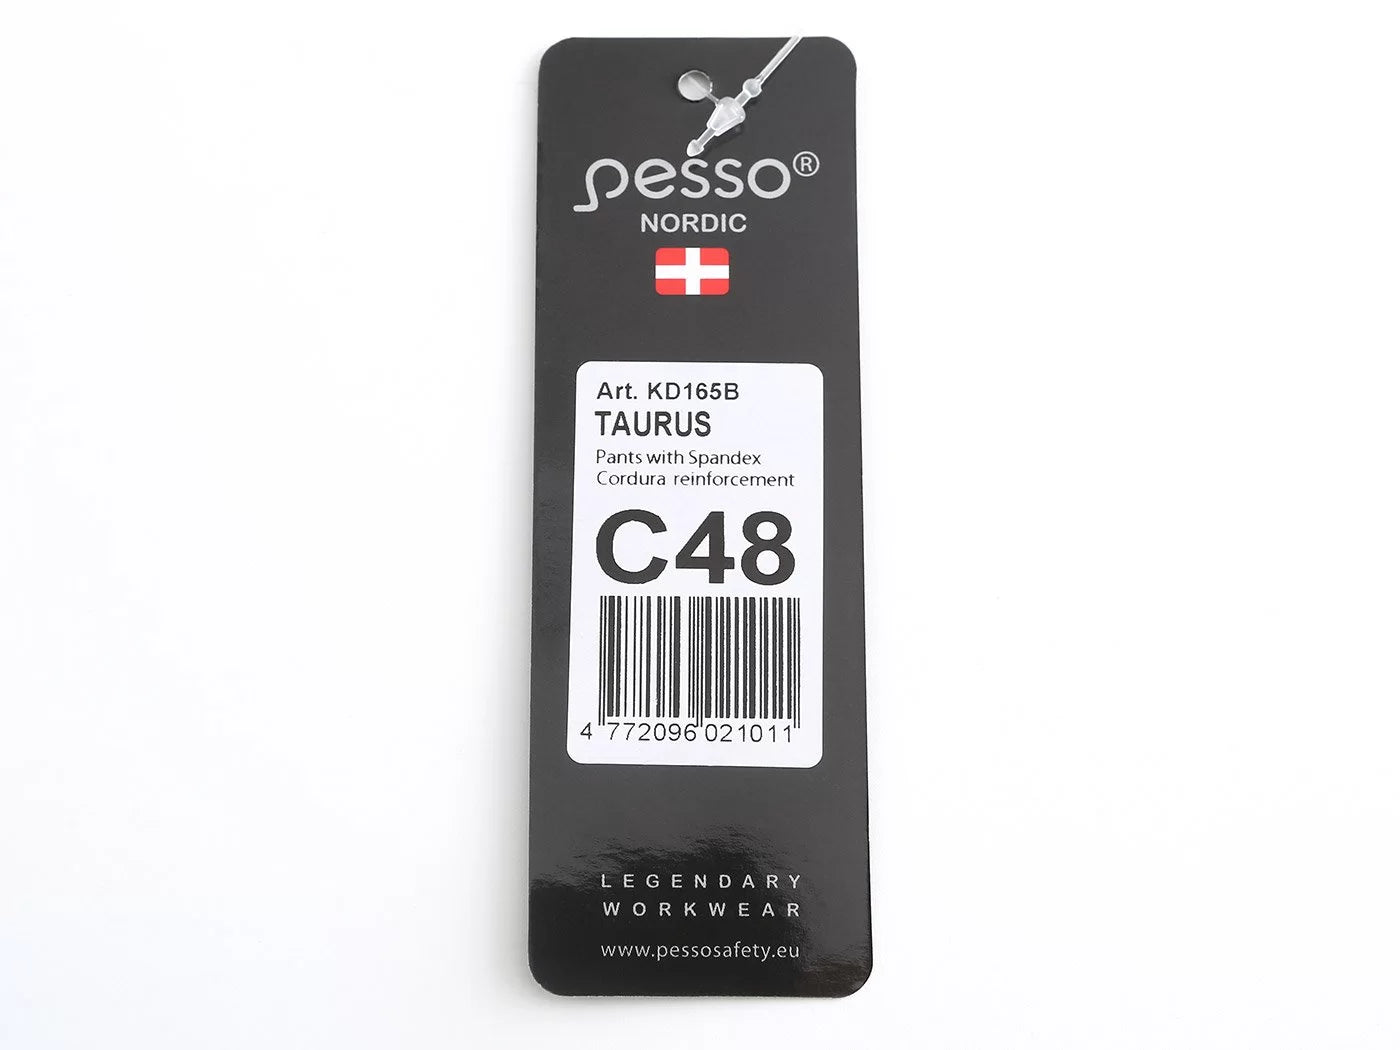 pesso®
NORDIC
Art. KD165B
TAURUS
Pants with Spandex
Cordura reinforcement
C48
4 772096 021011
LEGENDARY
WORKWEAR
www.pessosafety.eu